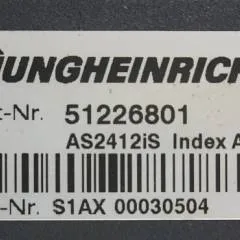 JUNGHEINRICH
t-Nr. 51226801
AS2412iS Index A
-Nr. S1AX 00030504